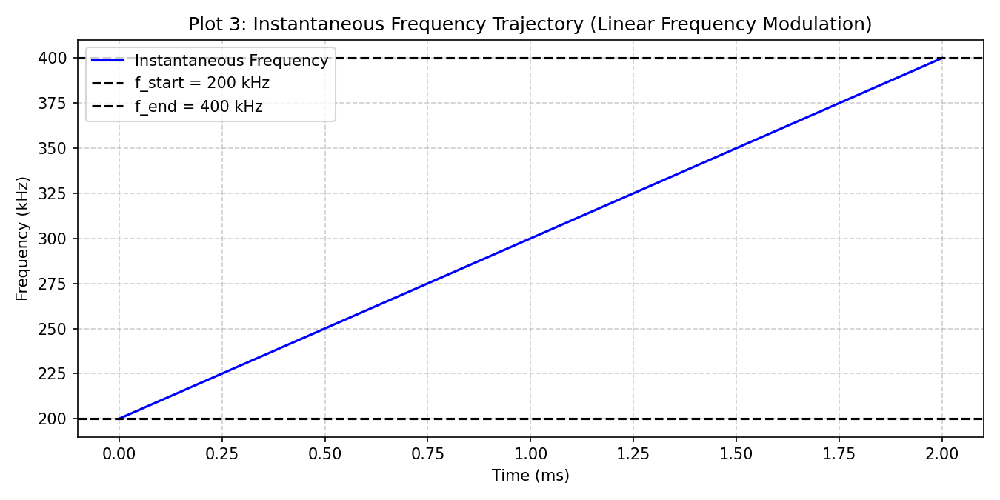 Plot 3: Instantaneous Frequency Trajectory (Linear Frequency Modulation)
Instantaneous Frequency
f_start = 200 kHz
f_end = 400 kHz
Frequency (kHz)
400
375
350
325
300
275
250
225
200
0.00 0.25 0.50 0.75 1.00 1.25 1.50 1.75 2.00
Time (ms)